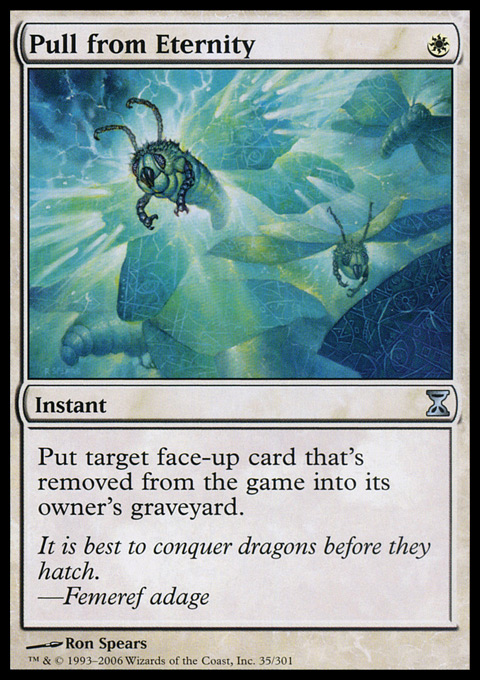 Pull from Eternity
Instant
Put target face-up card that's
removed from the game into its
owner's graveyard.
It is best to conquer dragons before they
hatch.
—Femeref adage
Ron Spears
™ & © 1993–2006 Wizards of the Coast, Inc. 35/301